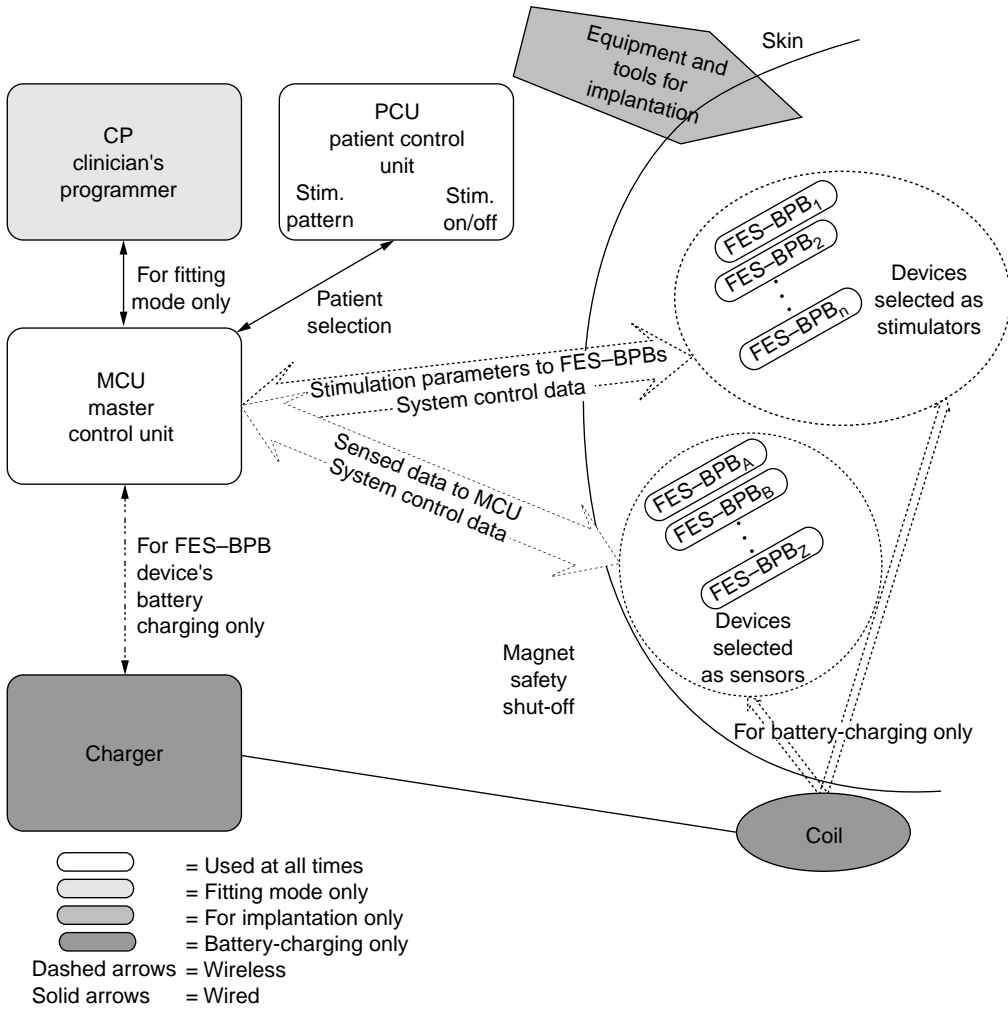 Equipment and
tools for
implantation
Skin
CP
clinician's
programmer
PCU
patient control
unit
Stim.
pattern
Stim.
on/off
For fitting
mode only
Patient
selection
FES–BPB1
FES–BPB2
FES–BPBn
Devices
selected as
stimulators
MCU
master
control unit
Stimulation parameters to FES–BPBs
System control data
Sensed data to MCU
System control data
FES–BPBA
FES–BPBB
FES–BPBZ
Devices
selected
as sensors
For FES–BPB
device's
battery
charging only
Magnet
safety
shut-off
For battery-charging only
Charger
Coil
= Used at all times
= Fitting mode only
= For implantation only
= Battery-charging only
Dashed arrows = Wireless
Solid arrows = Wired